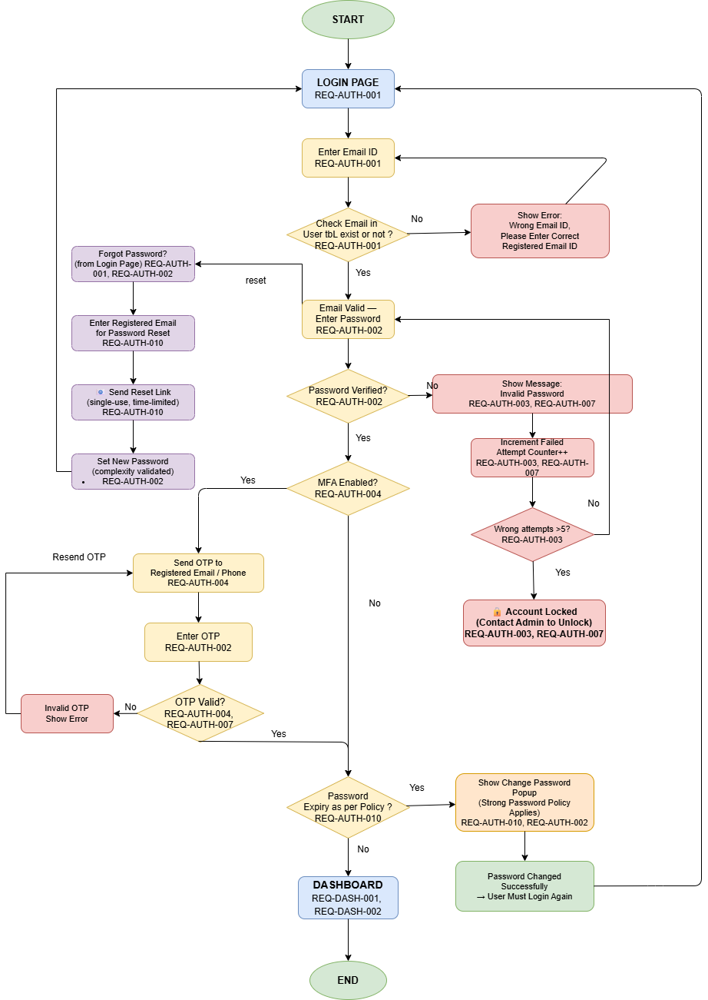 START
LOGIN PAGE
REQ-AUTH-001
Enter Email ID
REQ-AUTH-001
Check Email in
User tbL exist or not ?
REQ-AUTH-001
No
Show Error:
Wrong Email ID,
Please Enter Correct
Registered Email ID
Yes
Forgot Password?
(from Login Page) REQ-AUTH-
001, REQ-AUTH-002
reset
Email Valid —
Enter Password
REQ-AUTH-002
Enter Registered Email
for Password Reset
REQ-AUTH-010
Password Verified?
REQ-AUTH-002
No
Show Message:
Invalid Password
REQ-AUTH-003, REQ-AUTH-007
Send Reset Link
(single-use, time-limited)
REQ-AUTH-010
Yes
Increment Failed
Attempt Counter++
REQ-AUTH-003, REQ-AUTH-
007
Set New Password
(complexity validated)
• REQ-AUTH-002
MFA Enabled?
REQ-AUTH-004
Yes
No
Wrong attempts >5?
REQ-AUTH-003
Resend OTP
Send OTP to
Registered Email / Phone
REQ-AUTH-004
Yes
No
🔒 Account Locked
(Contact Admin to Unlock)
REQ-AUTH-003, REQ-AUTH-007
Enter OTP
REQ-AUTH-002
OTP Valid?
REQ-AUTH-004,
REQ-AUTH-007
No
Invalid OTP
Show Error
Yes
Password
Expiry as per Policy ?
REQ-AUTH-010
Yes
Show Change Password
Popup
(Strong Password Policy
Applies)
REQ-AUTH-010, REQ-AUTH-002
No
Password Changed
Successfully
→ User Must Login Again
DASHBOARD
REQ-DASH-001,
REQ-DASH-002
END